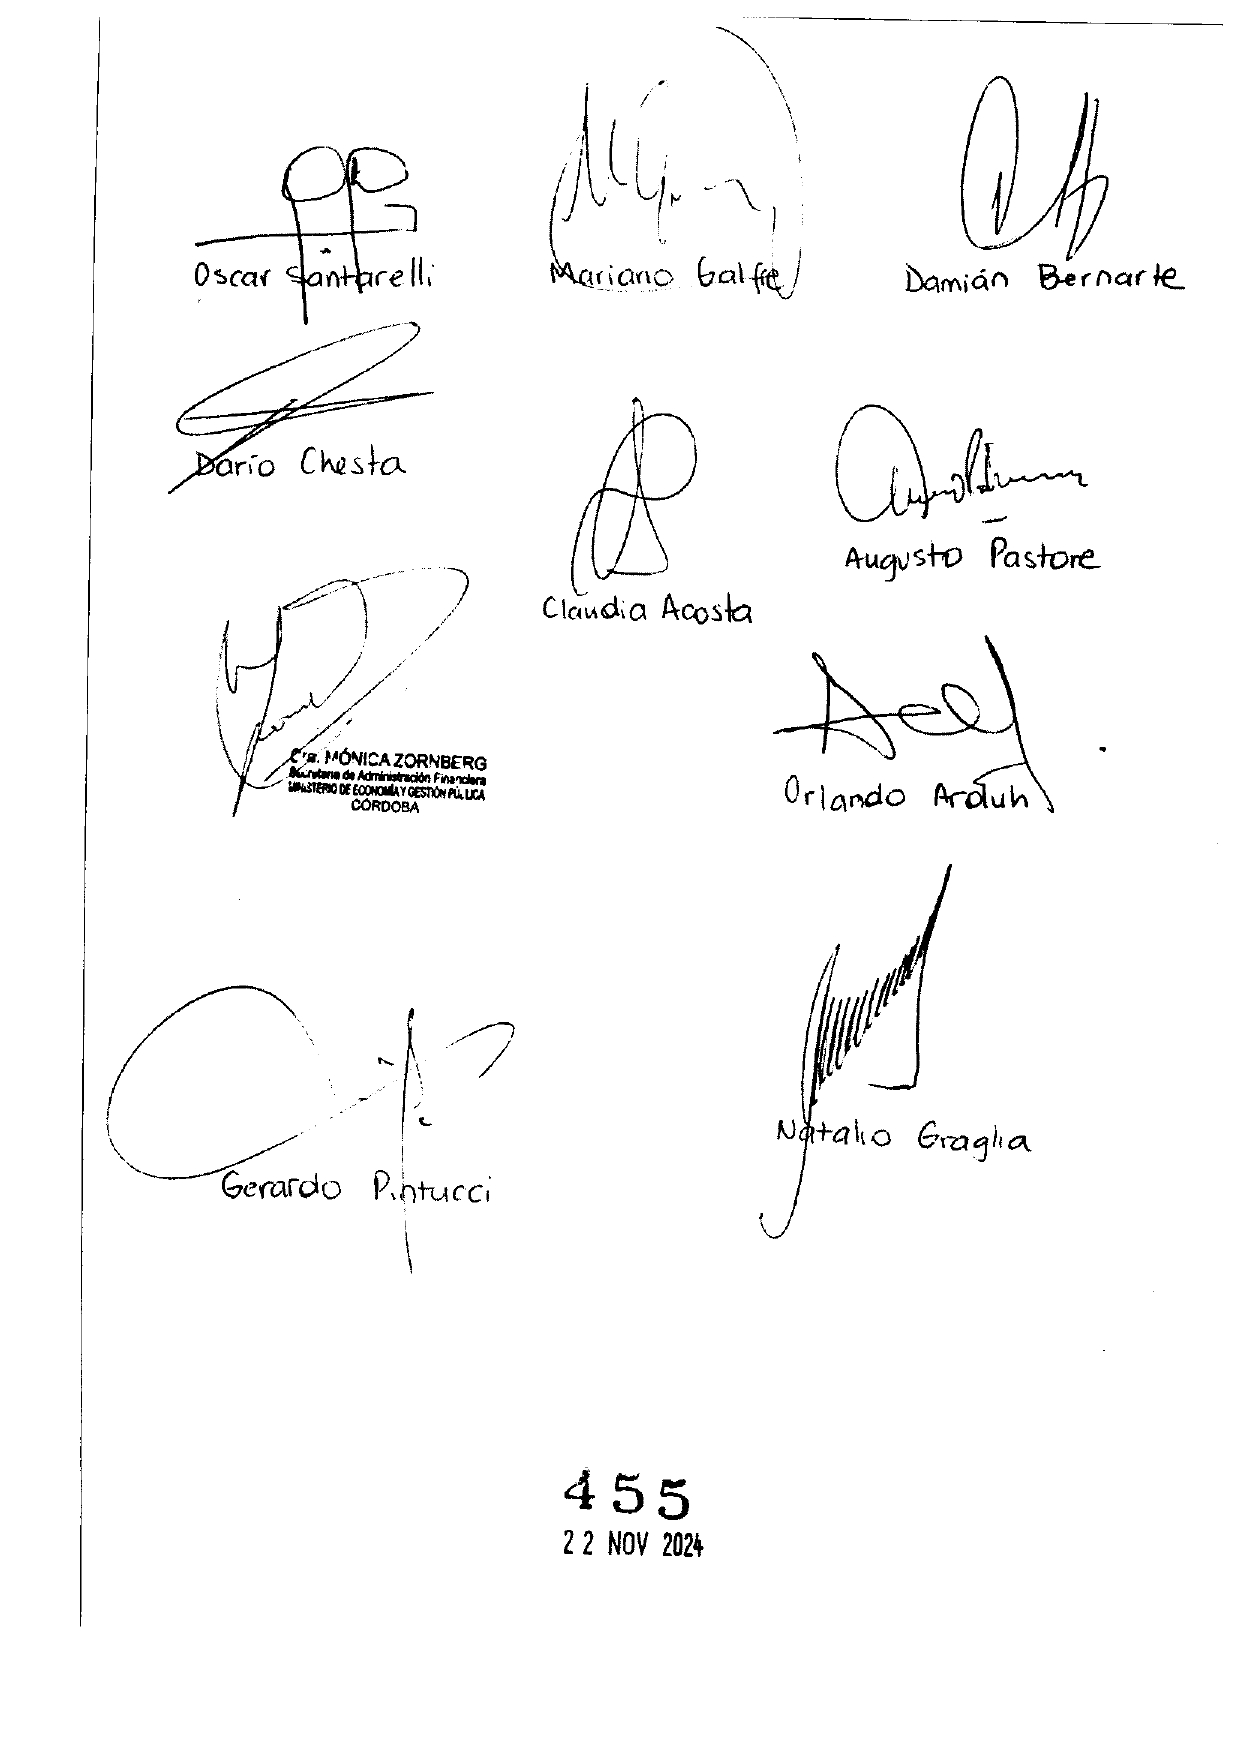 Oscar Santarelli
Mariano Galfré
Damián Bernarte
Darío Chesta
Claudia Acosta
Augusto Pastore
Cra. MÓNICA ZORNBERG
Secretaria de Administración Financiera
MINISTERIO DE ECONOMÍA Y GESTIÓN PÚBLICA
CÓRDOBA
Orlando Arduh
Natalio Graglia
Gerardo Pintucci
455
22 NOV 2024